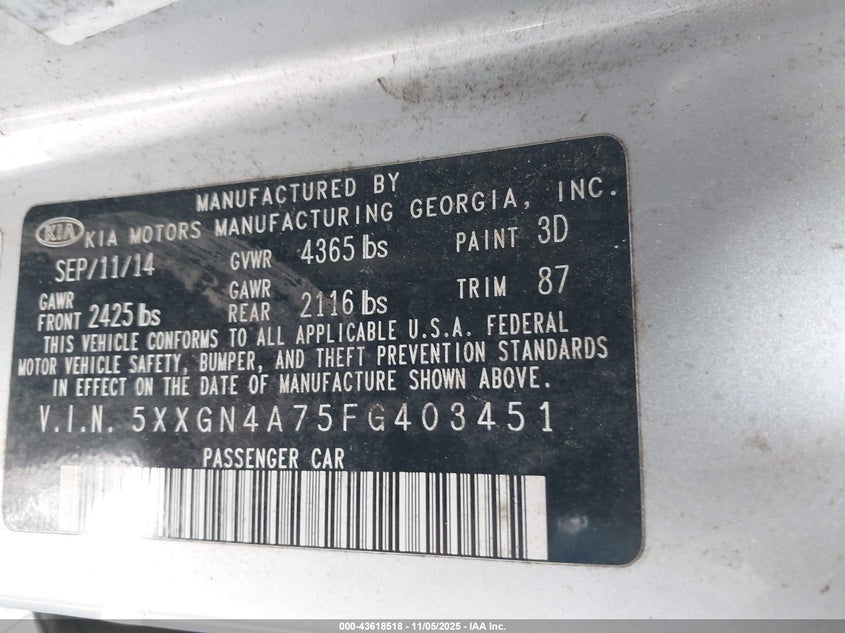 MANUFACTURED BY
KIA KIA MOTORS MANUFACTURING GEORGIA, INC.
SEP/11/14 GVWR 4365 lbs PAINT 3D
GAWR FRONT 2425 lbs GAWR REAR 2116 lbs TRIM 87
THIS VEHICLE CONFORMS TO ALL APPLICABLE U.S.A. FEDERAL
MOTOR VEHICLE SAFETY, BUMPER, AND THEFT PREVENTION STANDARDS
IN EFFECT ON THE DATE OF MANUFACTURE SHOWN ABOVE.
V.I.N. 5XXGN4A75FG403451
PASSENGER CAR
000-43618518 - 11/05/2025 - IAA Inc.